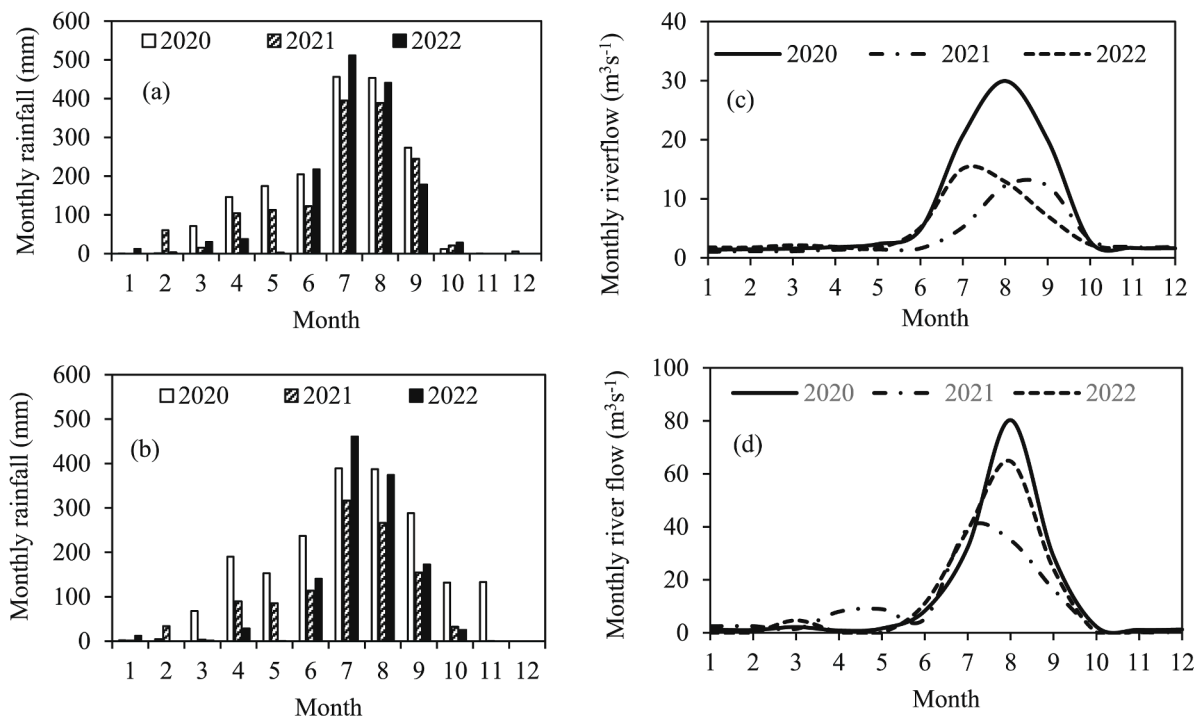 Monthly rainfall (mm)
600
500
400
300
200
100
0
2020 2021 2022
(a)
1 2 3 4 5 6 7 8 9 10 11 12
Month
Monthly riverflow (m³s⁻¹)
40
30
20
10
0
2020 2021 2022
(c)
1 2 3 4 5 6 7 8 9 10 11 12
Month
Monthly rainfall (mm)
600
500
400
300
200
100
0
2020 2021 2022
(b)
1 2 3 4 5 6 7 8 9 10 11 12
Month
Monthly river flow (m³s⁻¹)
100
80
60
40
20
0
2020 2021 2022
(d)
1 2 3 4 5 6 7 8 9 10 11 12
Month